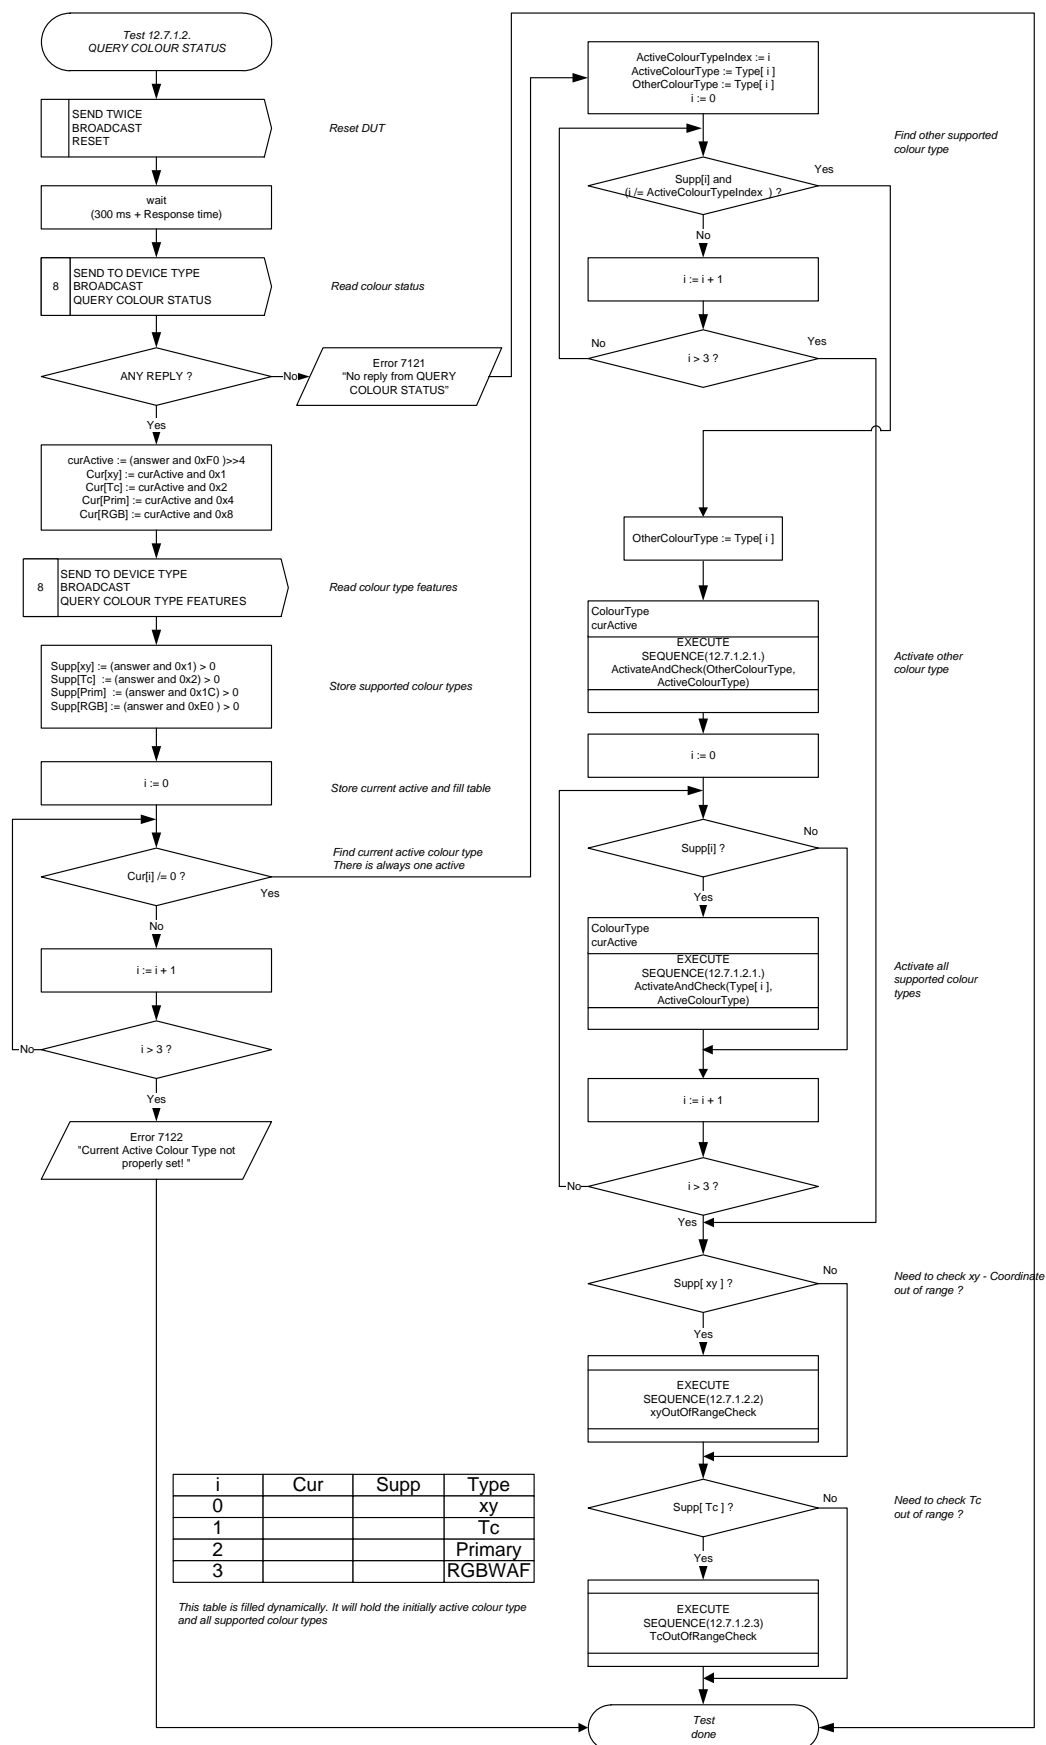 Test 12.7.1.2.
QUERY COLOUR STATUS
SEND TWICE
BROADCAST
RESET
Reset DUT
wait
(300 ms + Response time)
8
SEND TO DEVICE TYPE
BROADCAST
QUERY COLOUR STATUS
Read colour status
ANY REPLY ?
No
Error 7121
“No reply from QUERY
COLOUR STATUS”
Yes
curActive := (answer and 0xF0 )>>4
Cur[xy] := curActive and 0x1
Cur[Tc] := curActive and 0x2
Cur[Prim] := curActive and 0x4
Cur[RGB] := curActive and 0x8
8
SEND TO DEVICE TYPE
BROADCAST
QUERY COLOUR TYPE FEATURES
Read colour type features
Supp[xy] := (answer and 0x1) > 0
Supp[Tc] := (answer and 0x2) > 0
Supp[Prim] := (answer and 0x1C) > 0
Supp[RGB] := (answer and 0xE0 ) > 0
Store supported colour types
i := 0
Store current active and fill table
Cur[i] /= 0 ?
Yes
Find current active colour type
There is always one active
No
i := i + 1
i > 3 ?
No
Yes
Error 7122
"Current Active Colour Type not
properly set! "
ActiveColourTypeIndex := i
ActiveColourType := Type[ i ]
OtherColourType := Type[ i ]
i := 0
Find other supported
colour type
Supp[i] and
(i /= ActiveColourTypeIndex ) ?
Yes
No
i := i + 1
i > 3 ?
No
Yes
OtherColourType := Type[ i ]
ColourType
curActive
EXECUTE
SEQUENCE(12.7.1.2.1.)
ActivateAndCheck(OtherColourType,
ActiveColourType)
Activate other
colour type
i := 0
Supp[i] ?
No
Yes
ColourType
curActive
EXECUTE
SEQUENCE(12.7.1.2.1.)
ActivateAndCheck(Type[ i ],
ActiveColourType)
Activate all
supported colour
types
i := i + 1
i > 3 ?
No
Yes
Supp[ xy ] ?
No
Need to check xy - Coordinate
out of range ?
Yes
EXECUTE
SEQUENCE(12.7.1.2.2)
xyOutOfRangeCheck
Supp[ Tc ] ?
No
Need to check Tc
out of range ?
Yes
EXECUTE
SEQUENCE(12.7.1.2.3)
TcOutOfRangeCheck
Test
done
i Cur Supp Type
0 xy
1 Tc
2 Primary
3 RGBWAF
This table is filled dynamically. It will hold the initially active colour type
and all supported colour types